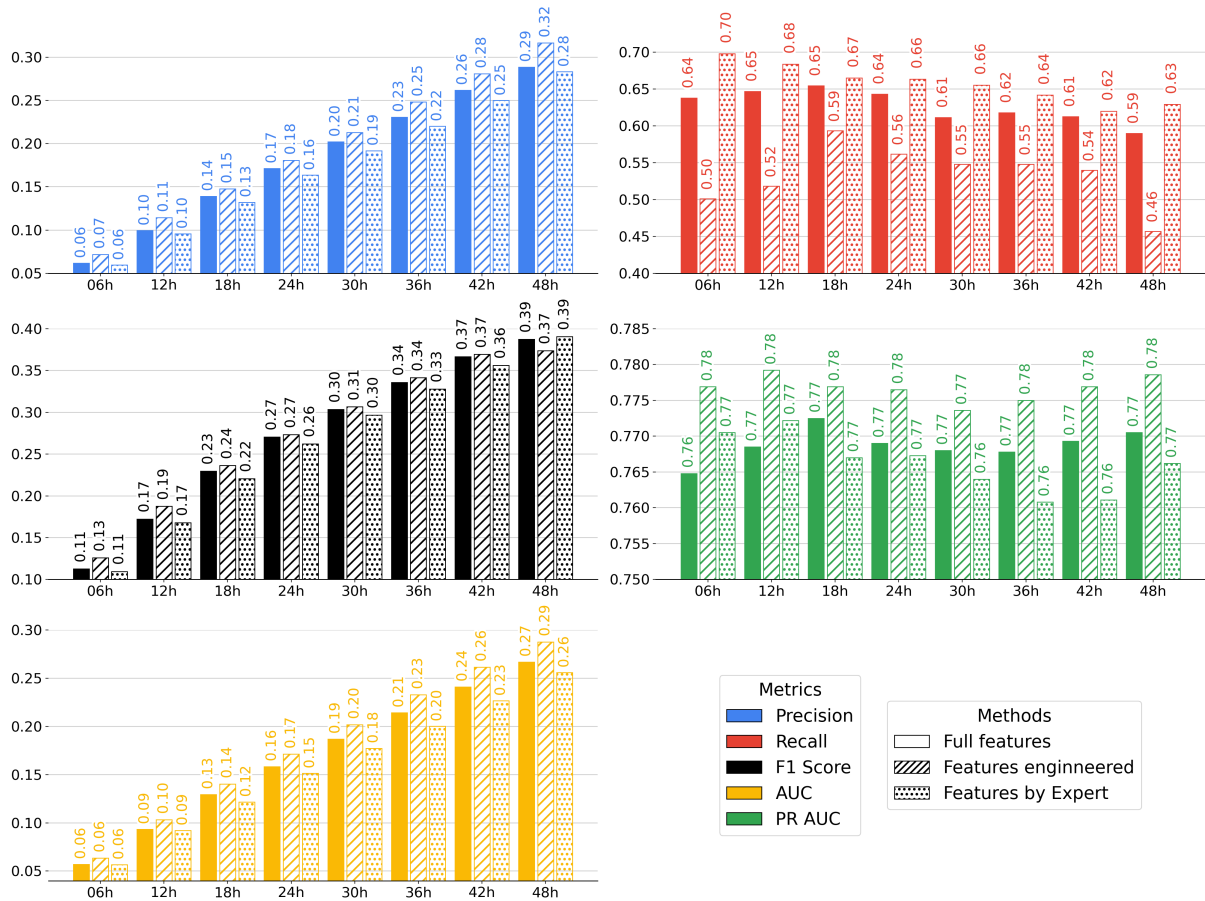 0.30
0.25
0.20
0.15
0.10
0.05
0.06 0.07 0.06 0.10 0.11 0.10 0.14 0.15 0.13 0.17 0.18 0.16 0.20 0.21 0.19 0.23 0.25 0.22 0.26 0.28 0.25 0.29 0.32 0.28
06h 12h 18h 24h 30h 36h 42h 48h
0.70
0.65
0.60
0.55
0.50
0.45
0.40
0.64 0.50 0.70 0.65 0.52 0.68 0.65 0.59 0.67 0.64 0.56 0.66 0.61 0.55 0.66 0.62 0.55 0.64 0.61 0.54 0.62 0.59 0.46 0.63
06h 12h 18h 24h 30h 36h 42h 48h
0.40
0.35
0.30
0.25
0.20
0.15
0.10
0.11 0.13 0.11 0.17 0.19 0.17 0.23 0.24 0.22 0.27 0.27 0.26 0.30 0.31 0.30 0.34 0.34 0.33 0.37 0.37 0.36 0.39 0.37 0.39
06h 12h 18h 24h 30h 36h 42h 48h
0.785
0.780
0.775
0.770
0.765
0.760
0.755
0.750
0.76 0.78 0.77 0.77 0.78 0.77 0.77 0.78 0.77 0.77 0.78 0.77 0.77 0.77 0.76 0.77 0.78 0.76 0.77 0.78 0.76 0.77 0.78 0.77
06h 12h 18h 24h 30h 36h 42h 48h
0.30
0.25
0.20
0.15
0.10
0.05
0.06 0.06 0.06 0.09 0.10 0.09 0.13 0.14 0.12 0.16 0.17 0.15 0.19 0.20 0.18 0.21 0.23 0.20 0.24 0.26 0.23 0.27 0.29 0.26
06h 12h 18h 24h 30h 36h 42h 48h
Metrics
Precision
Recall
F1 Score
AUC
PR AUC
Methods
Full features
Features enginneered
Features by Expert